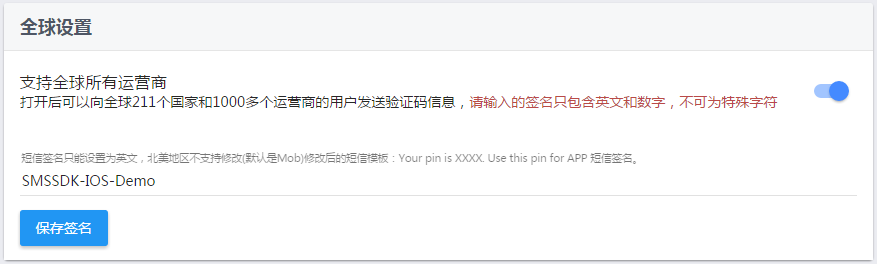 全球设置
支持全球所有运营商
打开后可以向全球211个国家和1000多个运营商的用户发送验证码信息，请输入的签名只包含英文和数字，不可为特殊字符
短信签名只能设置为英文，北美地区不支持修改(默认是Mob)修改后的短信模板：Your pin is XXXX. Use this pin for APP 短信签名。
SMSSDK-IOS-Demo
保存签名